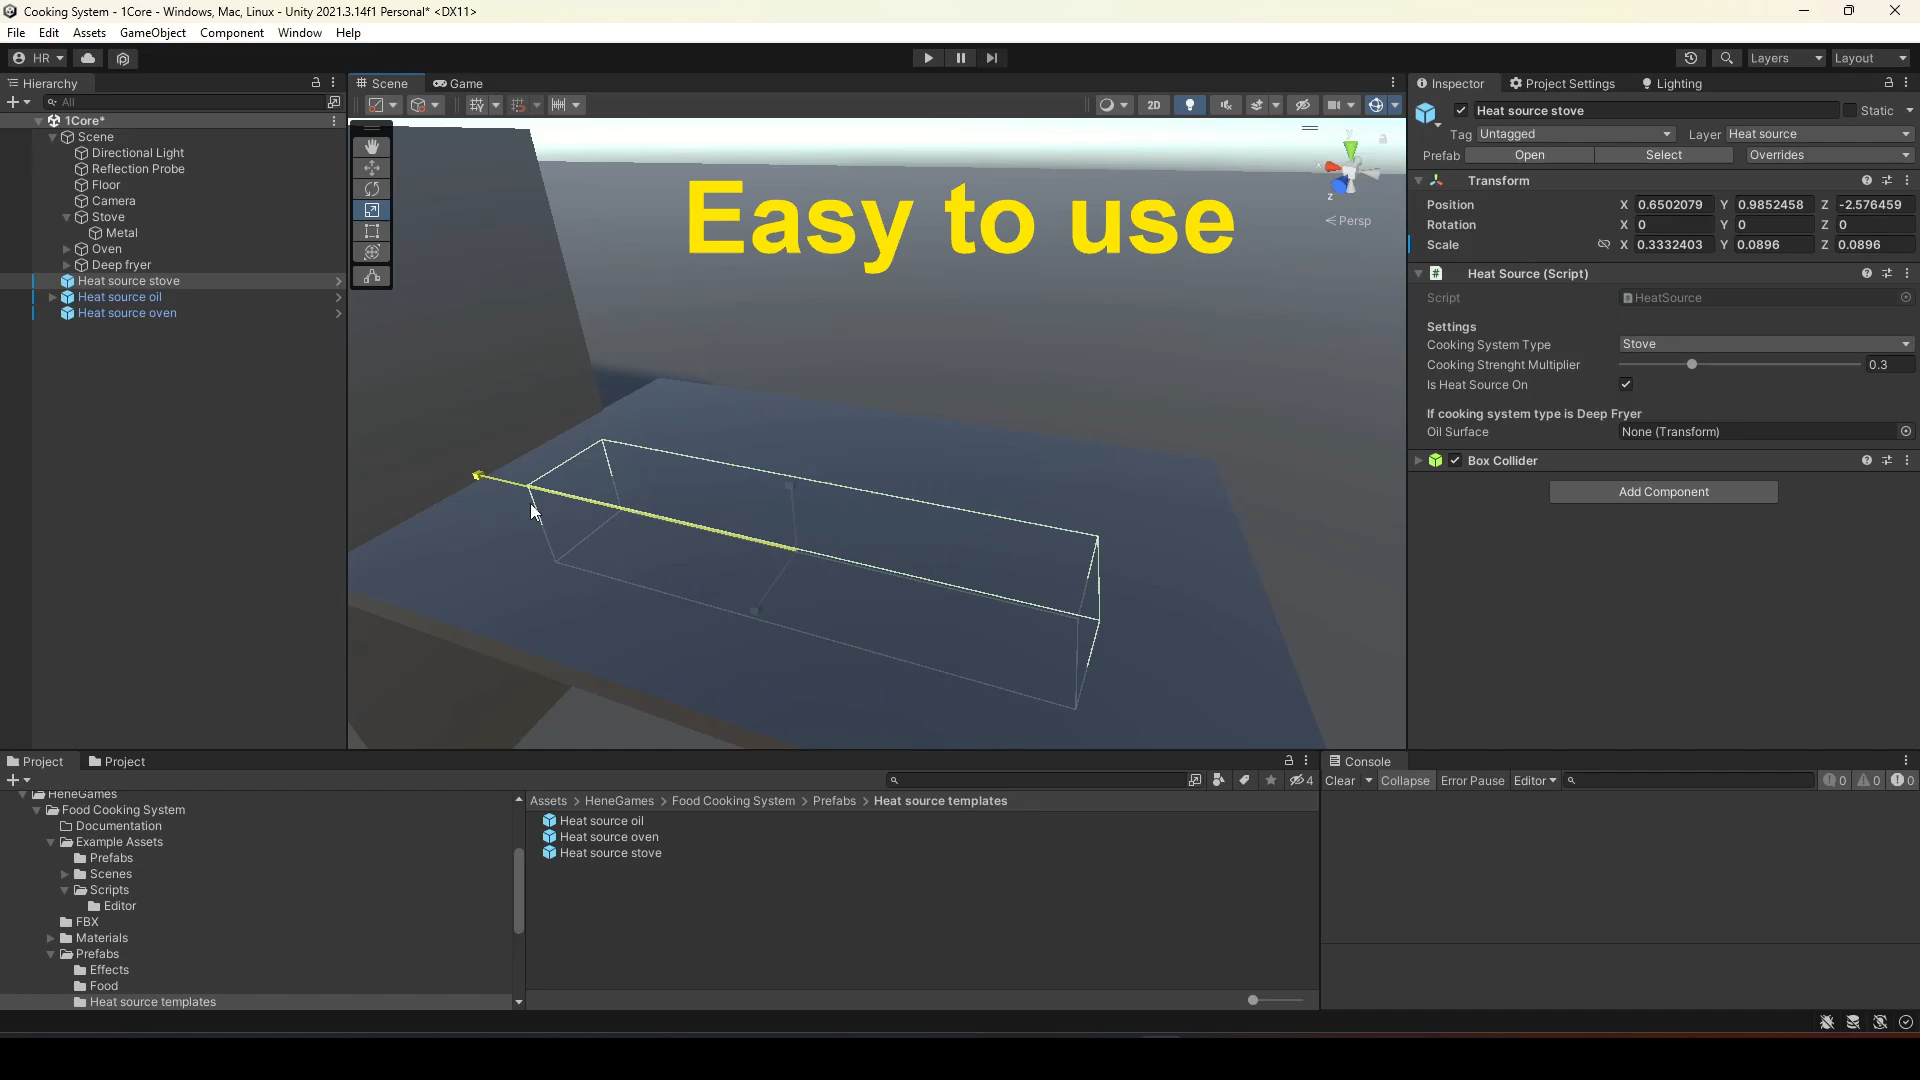 Cooking System - 1Core - Windows, Mac, Linux - Unity 2021.3.14f1 Personal* <DX11>
File Edit Assets GameObject Component Window Help
HR
Layers
Layout
Hierarchy
All
1Core*
Scene
Directional Light
Reflection Probe
Floor
Camera
Stove
Metal
Oven
Deep fryer
Heat source stove
Heat source oil
Heat source oven
Scene
Game
2D
Easy to use
y
x
z
Persp
Inspector
Project Settings
Lighting
Heat source stove
Static
Tag Untagged
Layer Heat source
Prefab Open Select Overrides
Transform
Position X 0.6502079 Y 0.9852458 Z -2.576459
Rotation X 0 Y 0 Z 0
Scale X 0.3332403 Y 0.0896 Z 0.0896
Heat Source (Script)
Script HeatSource
Settings
Cooking System Type Stove
Cooking Strenght Multiplier 0.3
Is Heat Source On
If cooking system type is Deep Fryer
Oil Surface None (Transform)
Box Collider
Add Component
Project
Project
4
HeneGames
Food Cooking System
Documentation
Example Assets
Prefabs
Scenes
Scripts
Editor
FBX
Materials
Prefabs
Effects
Food
Heat source templates
Assets > HeneGames > Food Cooking System > Prefabs > Heat source templates
Heat source oil
Heat source oven
Heat source stove
Console
Clear Collapse Error Pause Editor 0 0 0